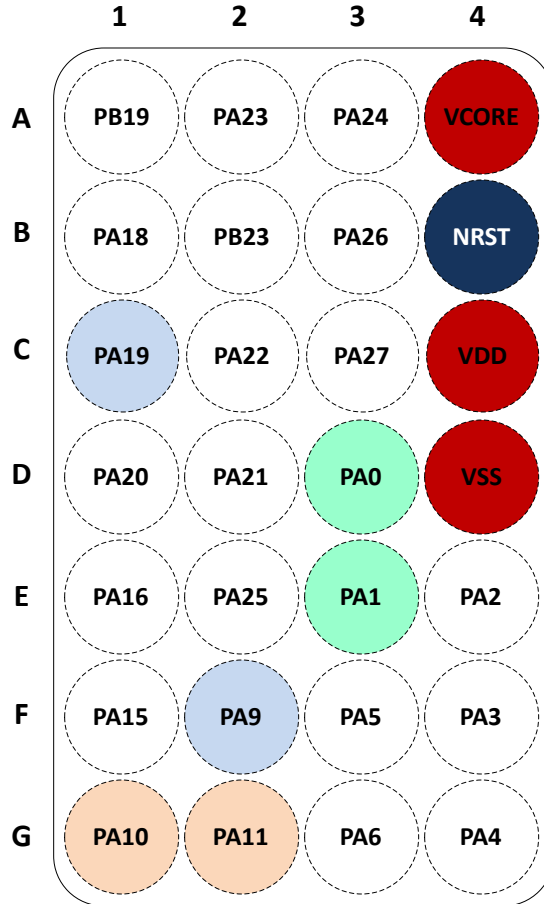 1 2 3 4
A PB19 PA23 PA24 VCORE
B PA18 PB23 PA26 NRST
C PA19 PA22 PA27 VDD
D PA20 PA21 PA0 VSS
E PA16 PA25 PA1 PA2
F PA15 PA9 PA5 PA3
G PA10 PA11 PA6 PA4